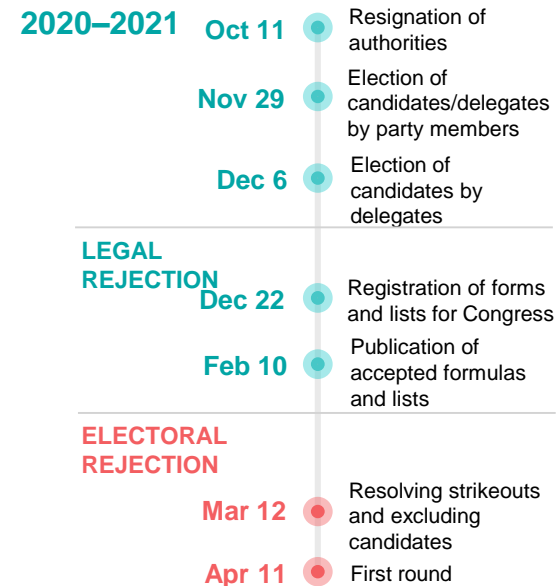 2020–2021
Oct 11
Resignation of
authorities
Nov 29
Election of
candidates/delegates
by party members
Dec 6
Election of
candidates by
delegates
LEGAL
REJECTION
Dec 22
Registration of forms
and lists for Congress
Feb 10
Publication of
accepted formulas
and lists
ELECTORAL
REJECTION
Mar 12
Resolving strikeouts
and excluding
candidates
Apr 11
First round